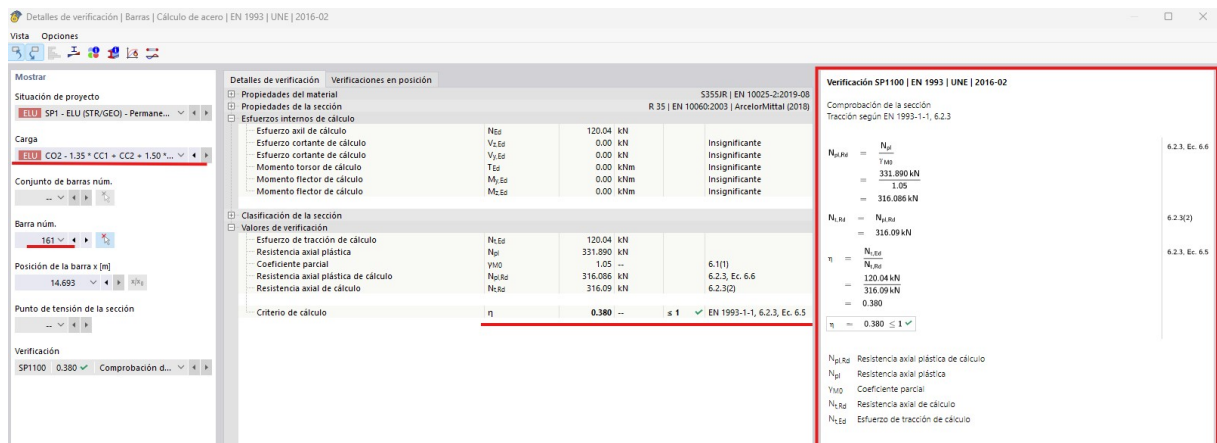 Detalles de verificación | Barras | Cálculo de acero | EN 1993 | UNE | 2016-02
Vista Opciones
Mostrar
Situación de proyecto
ELU SP1 - ELU (STR/GEO) - Permane...
Carga
ELU CO2 - 1.35 * CC1 + CC2 + 1.50 *...
Conjunto de barras núm.
--
Barra núm.
161
Posición de la barra x [m]
14.693 x/x₀
Punto de tensión de la sección
--
Verificación
SP1100 0.380 ✓ Comprobación d...
Detalles de verificación Verificaciones en posición
Propiedades del material S355JR | EN 10025-2:2019-08
Propiedades de la sección R 35 | EN 10060:2003 | ArcelorMittal (2018)
Esfuerzos internos de cálculo
Esfuerzo axil de cálculo NEd 120.04 kN
Esfuerzo cortante de cálculo Vz,Ed 0.00 kN Insignificante
Esfuerzo cortante de cálculo Vy,Ed 0.00 kN Insignificante
Momento torsor de cálculo TEd 0.00 kNm Insignificante
Momento flector de cálculo My,Ed 0.00 kNm Insignificante
Momento flector de cálculo Mz,Ed 0.00 kNm Insignificante
Clasificación de la sección
Valores de verificación
Esfuerzo de tracción de cálculo Nt,Ed 120.04 kN
Resistencia axial plástica Npl 331.890 kN
Coeficiente parcial γM0 1.05 -- 6.1(1)
Resistencia axial plástica de cálculo Npl,Rd 316.086 kN 6.2.3, Ec. 6.6
Resistencia axial de cálculo Nt,Rd 316.09 kN 6.2.3(2)
Criterio de cálculo η 0.380 -- ≤ 1 ✓ EN 1993-1-1, 6.2.3, Ec. 6.5
Verificación SP1100 | EN 1993 | UNE | 2016-02
Comprobación de la sección
Tracción según EN 1993-1-1, 6.2.3
Npl,Rd = Npl / γM0 6.2.3, Ec. 6.6
= 331.890 kN / 1.05
= 316.086 kN
Nt,Rd = Npl,Rd 6.2.3(2)
= 316.09 kN
η = Nt,Ed / Nt,Rd 6.2.3, Ec. 6.5
= 120.04 kN / 316.09 kN
= 0.380
η = 0.380 ≤ 1 ✓
Npl,Rd Resistencia axial plástica de cálculo
Npl Resistencia axial plástica
γM0 Coeficiente parcial
Nt,Rd Resistencia axial de cálculo
Nt,Ed Esfuerzo de tracción de cálculo